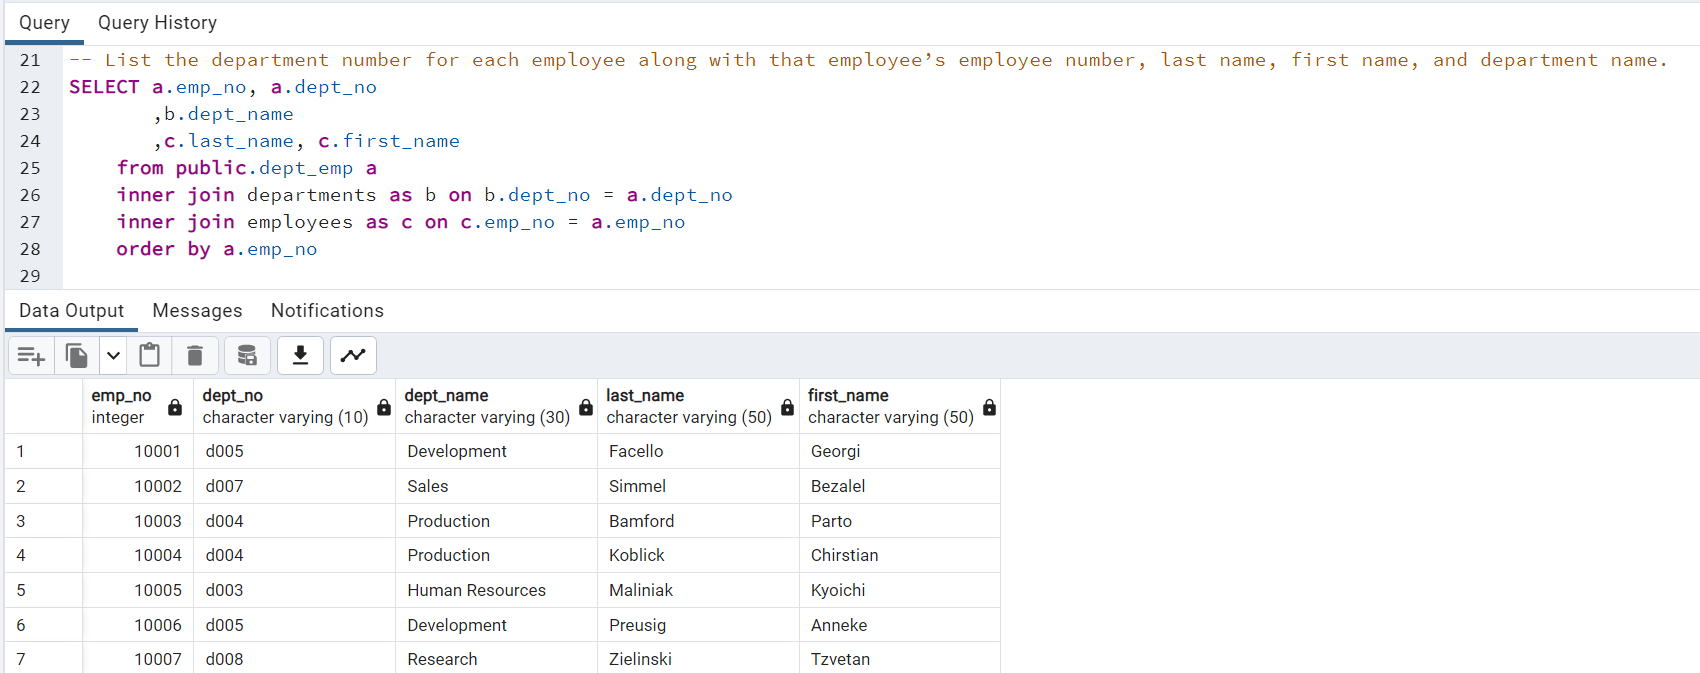 Query Query History
21 -- List the department number for each employee along with that employee’s employee number, last name, first name, and department name.
22 SELECT a.emp_no, a.dept_no
23 ,b.dept_name
24 ,c.last_name, c.first_name
25 from public.dept_emp a
26 inner join departments as b on b.dept_no = a.dept_no
27 inner join employees as c on c.emp_no = a.emp_no
28 order by a.emp_no
29
Data Output Messages Notifications
emp_no dept_no dept_name last_name first_name
integer character varying (10) character varying (30) character varying (50) character varying (50)
1 10001 d005 Development Facello Georgi
2 10002 d007 Sales Simmel Bezalel
3 10003 d004 Production Bamford Parto
4 10004 d004 Production Koblick Chirstian
5 10005 d003 Human Resources Maliniak Kyoichi
6 10006 d005 Development Preusig Anneke
7 10007 d008 Research Zielinski Tzvetan